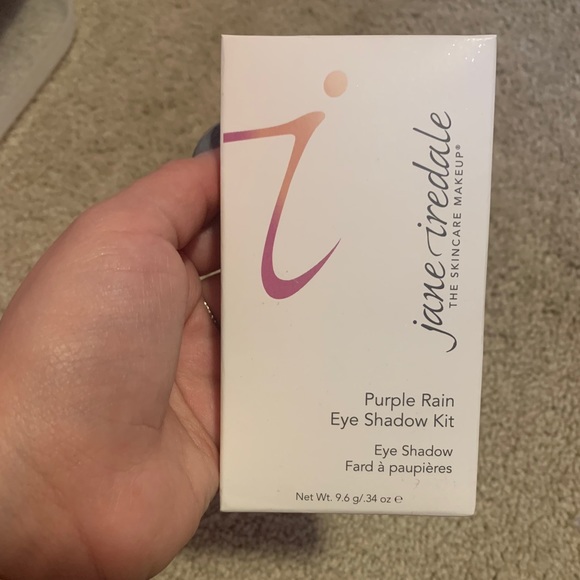 jane iredale
THE SKINCARE MAKEUP®
Purple Rain
Eye Shadow Kit
Eye Shadow
Fard à paupières
Net Wt. 9.6 g/.34 oz ℮